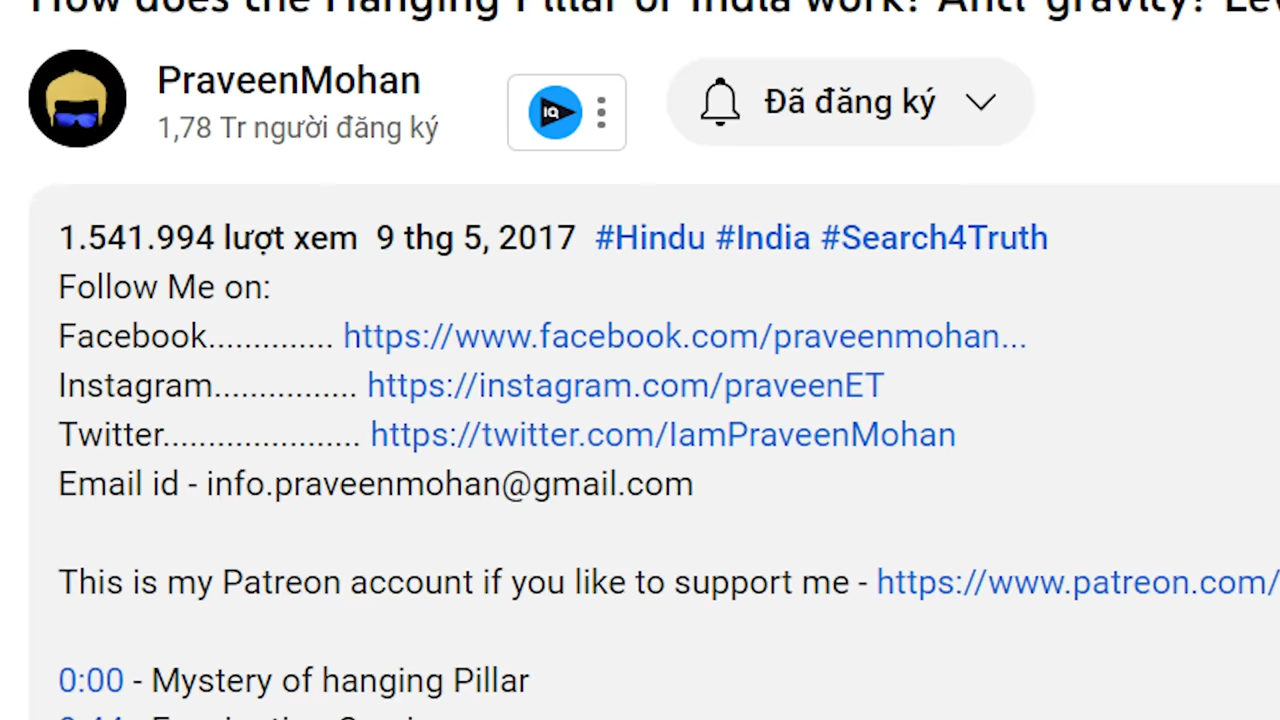 How does the Hanging Pillar of India work? Anti-gravity?
PraveenMohan
1,78 Tr người đăng ký
IQ
Đã đăng ký
1.541.994 lượt xem 9 thg 5, 2017 #Hindu #India #Search4Truth
Follow Me on:
Facebook.............. https://www.facebook.com/praveenmohan...
Instagram................ https://instagram.com/praveenET
Twitter...................... https://twitter.com/IamPraveenMohan
Email id - info.praveenmohan@gmail.com
This is my Patreon account if you like to support me - https://www.patreon.com/
0:00 - Mystery of hanging Pillar